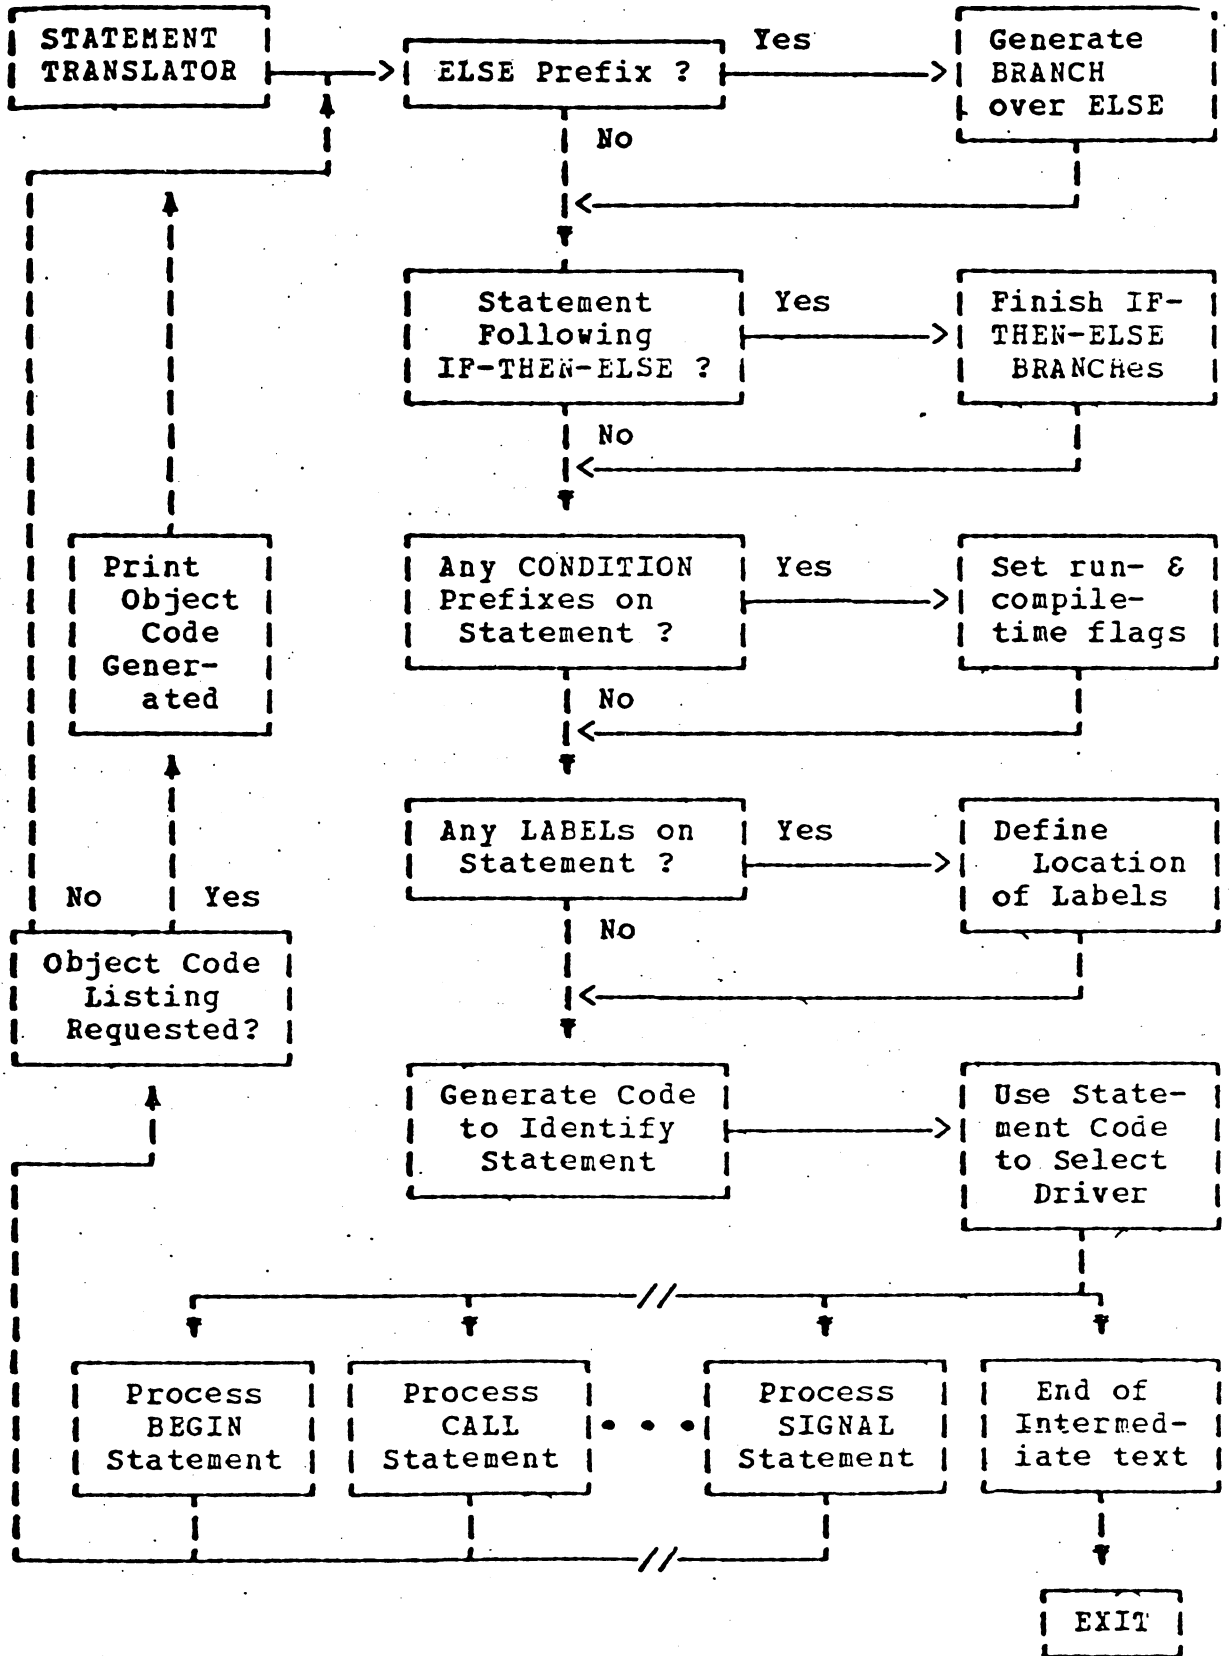 STATEMENT
TRANSLATOR
ELSE Prefix ?
Yes
Generate
BRANCH
over ELSE
No
Statement
Following
IF-THEN-ELSE ?
Yes
Finish IF-
THEN-ELSE
BRANCHes
No
Any CONDITION
Prefixes on
Statement ?
Yes
Set run- &
compile-
time flags
No
Print
Object
Code
Gener-
ated
Any LABELs on
Statement ?
Yes
Define
Location
of Labels
No
No
Yes
Object Code
Listing
Requested?
Generate Code
to Identify
Statement
Use State-
ment Code
to Select
Driver
Process
BEGIN
Statement
Process
CALL
Statement
Process
SIGNAL
Statement
End of
Intermed-
iate text
EXIT